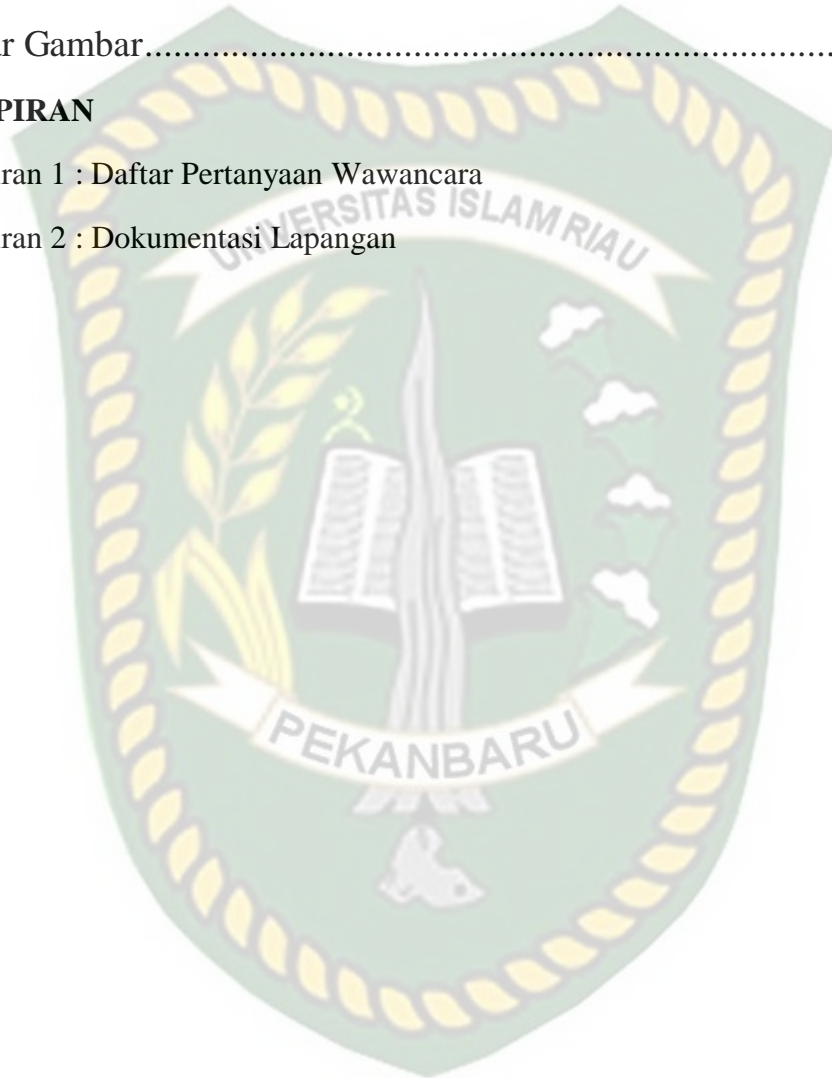 r Gambar..................................................................................
PIRAN
ran 1 : Daftar Pertanyaan Wawancara
UNIVERSITAS ISLAM RIAU
ran 2 : Dokumentasi Lapangan
PEKANBARU